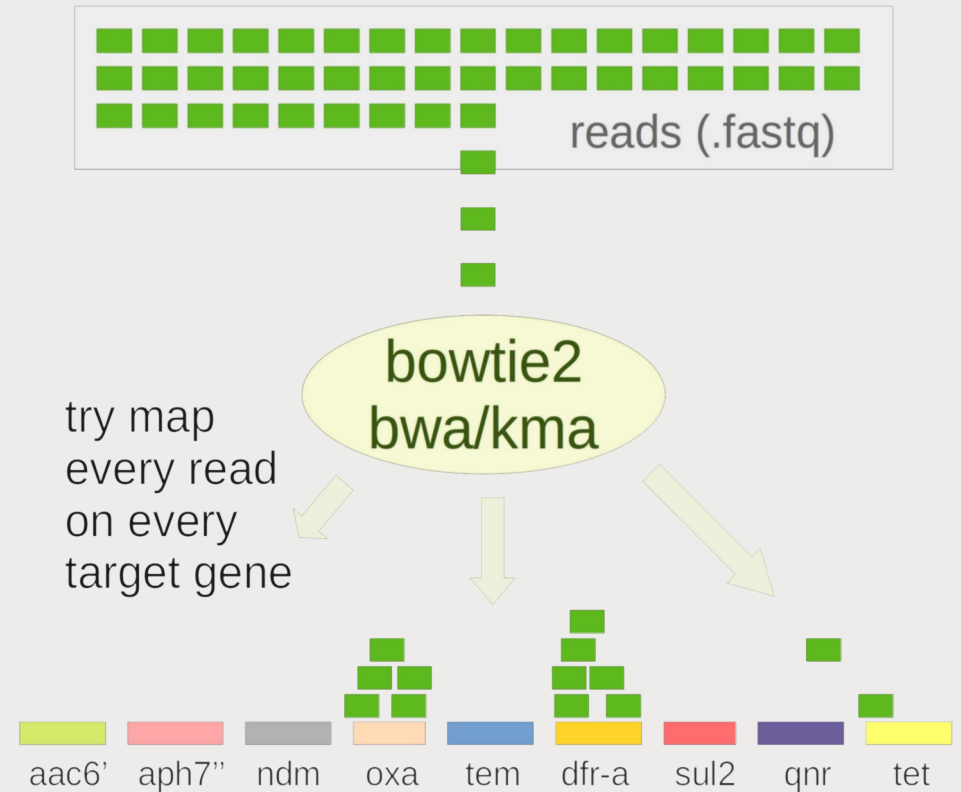 reads (.fastq)
bowtie2
bwa/kma
try map
every read
on every
target gene
aac6’ aph7’’ ndm oxa tem dfr-a sul2 qnr tet